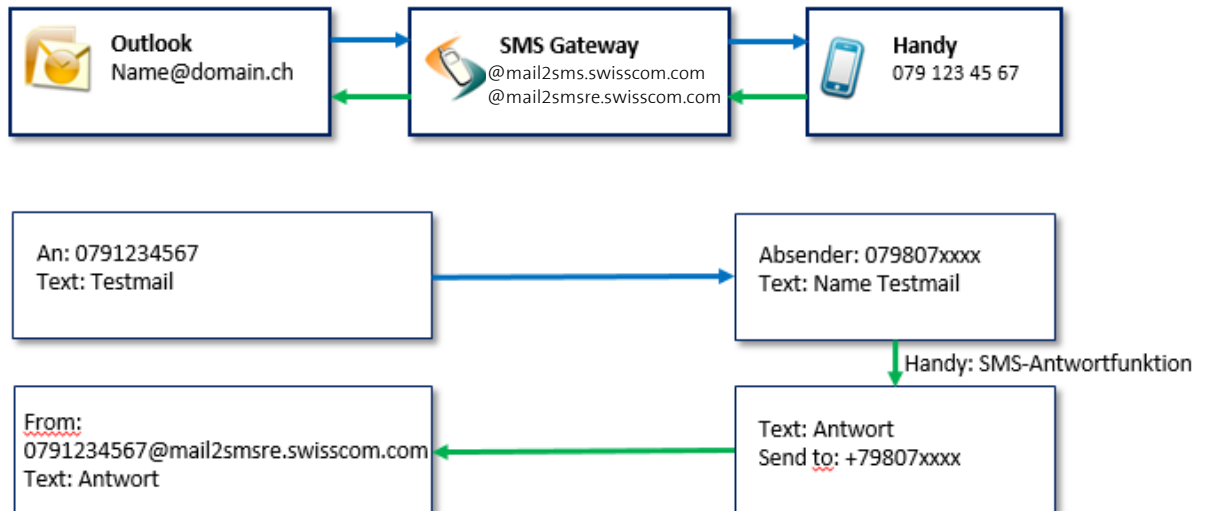 Outlook
Name@domain.ch
SMS Gateway
@mail2sms.swisscom.com
@mail2smsre.swisscom.com
Handy
079 123 45 67
An: 0791234567
Text: Testmail
Absender: 079807xxxx
Text: Name Testmail
Handy: SMS-Antwortfunktion
From:
0791234567@mail2smsre.swisscom.com
Text: Antwort
Text: Antwort
Send to: +79807xxxx